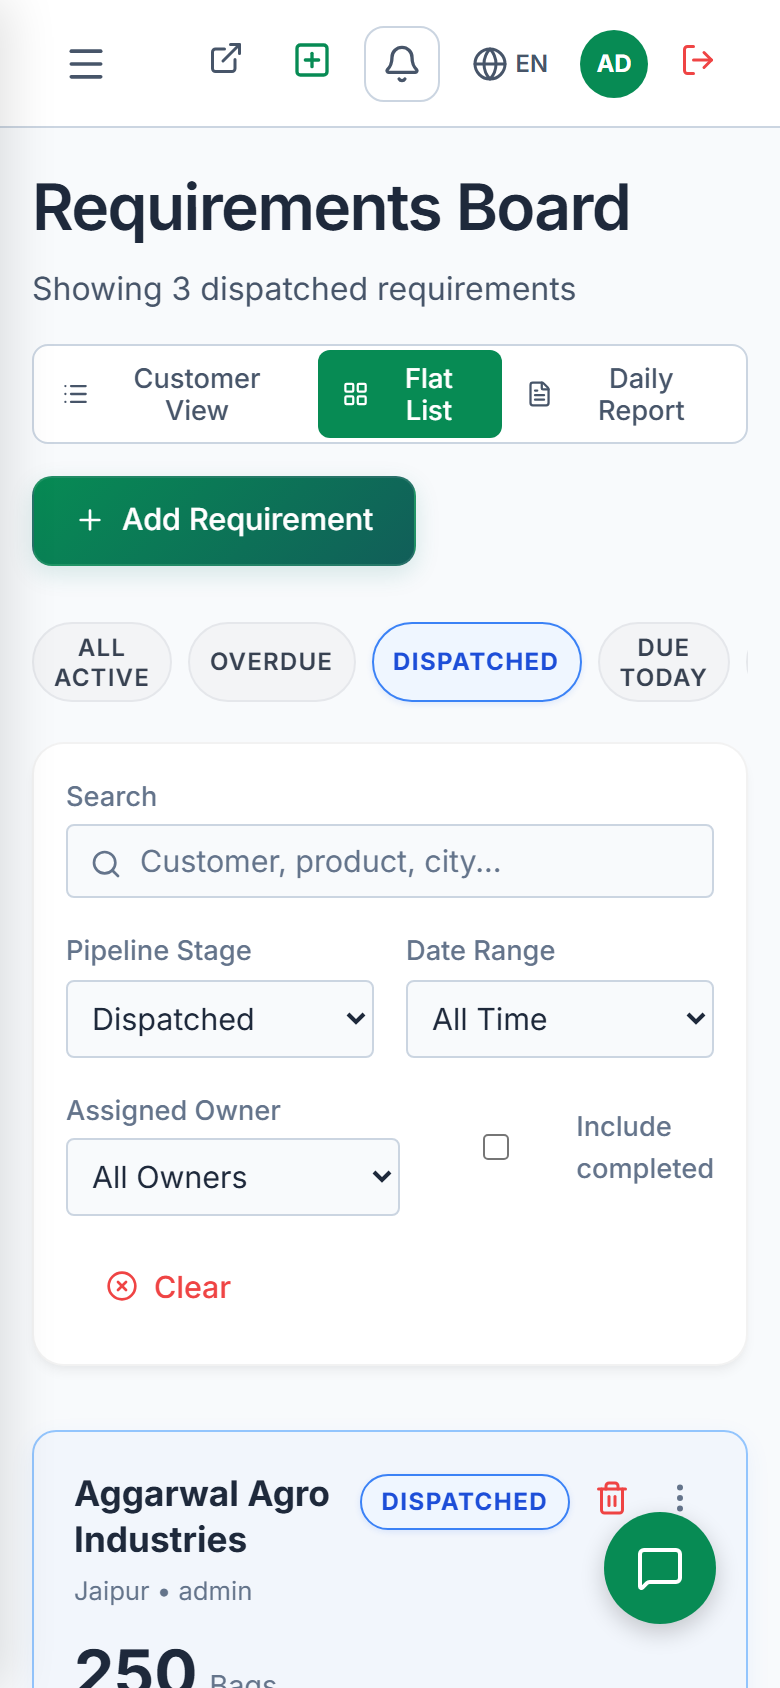 EN
AD
Requirements Board
Showing 3 dispatched requirements
Customer
View
Flat
List
Daily
Report
Add Requirement
ALL
ACTIVE
OVERDUE
DISPATCHED
DUE
TODAY
Search
Customer, product, city...
Pipeline Stage
Date Range
Dispatched
All Time
Assigned Owner
Include
completed
All Owners
Clear
Aggarwal Agro
Industries
DISPATCHED
Jaipur • admin
250 Bags